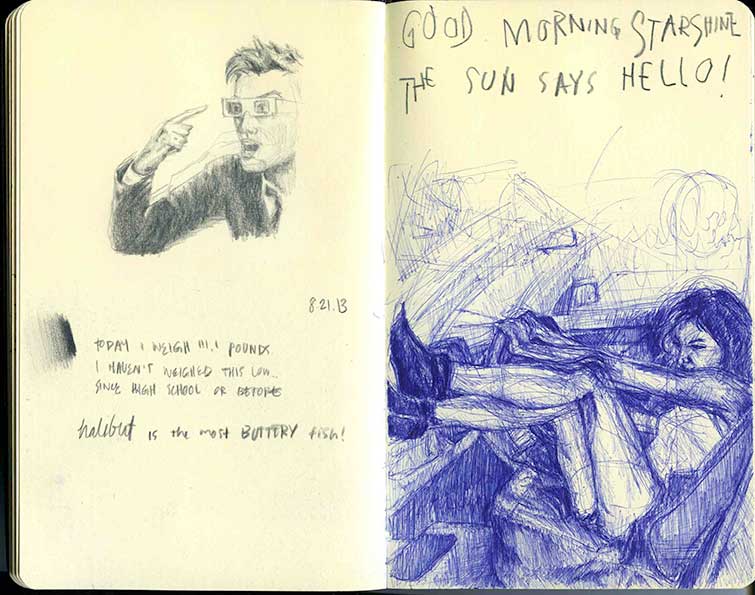 8.21.13
TODAY I WEIGH 111.1 POUNDS.
I HAVEN'T WEIGHED THIS LOW..
SINCE HIGH SCHOOL OR BEFORE
halibut is the most BUTTERY fish!
GOOD MORNING STARSHINE
THE SUN SAYS HELLO!